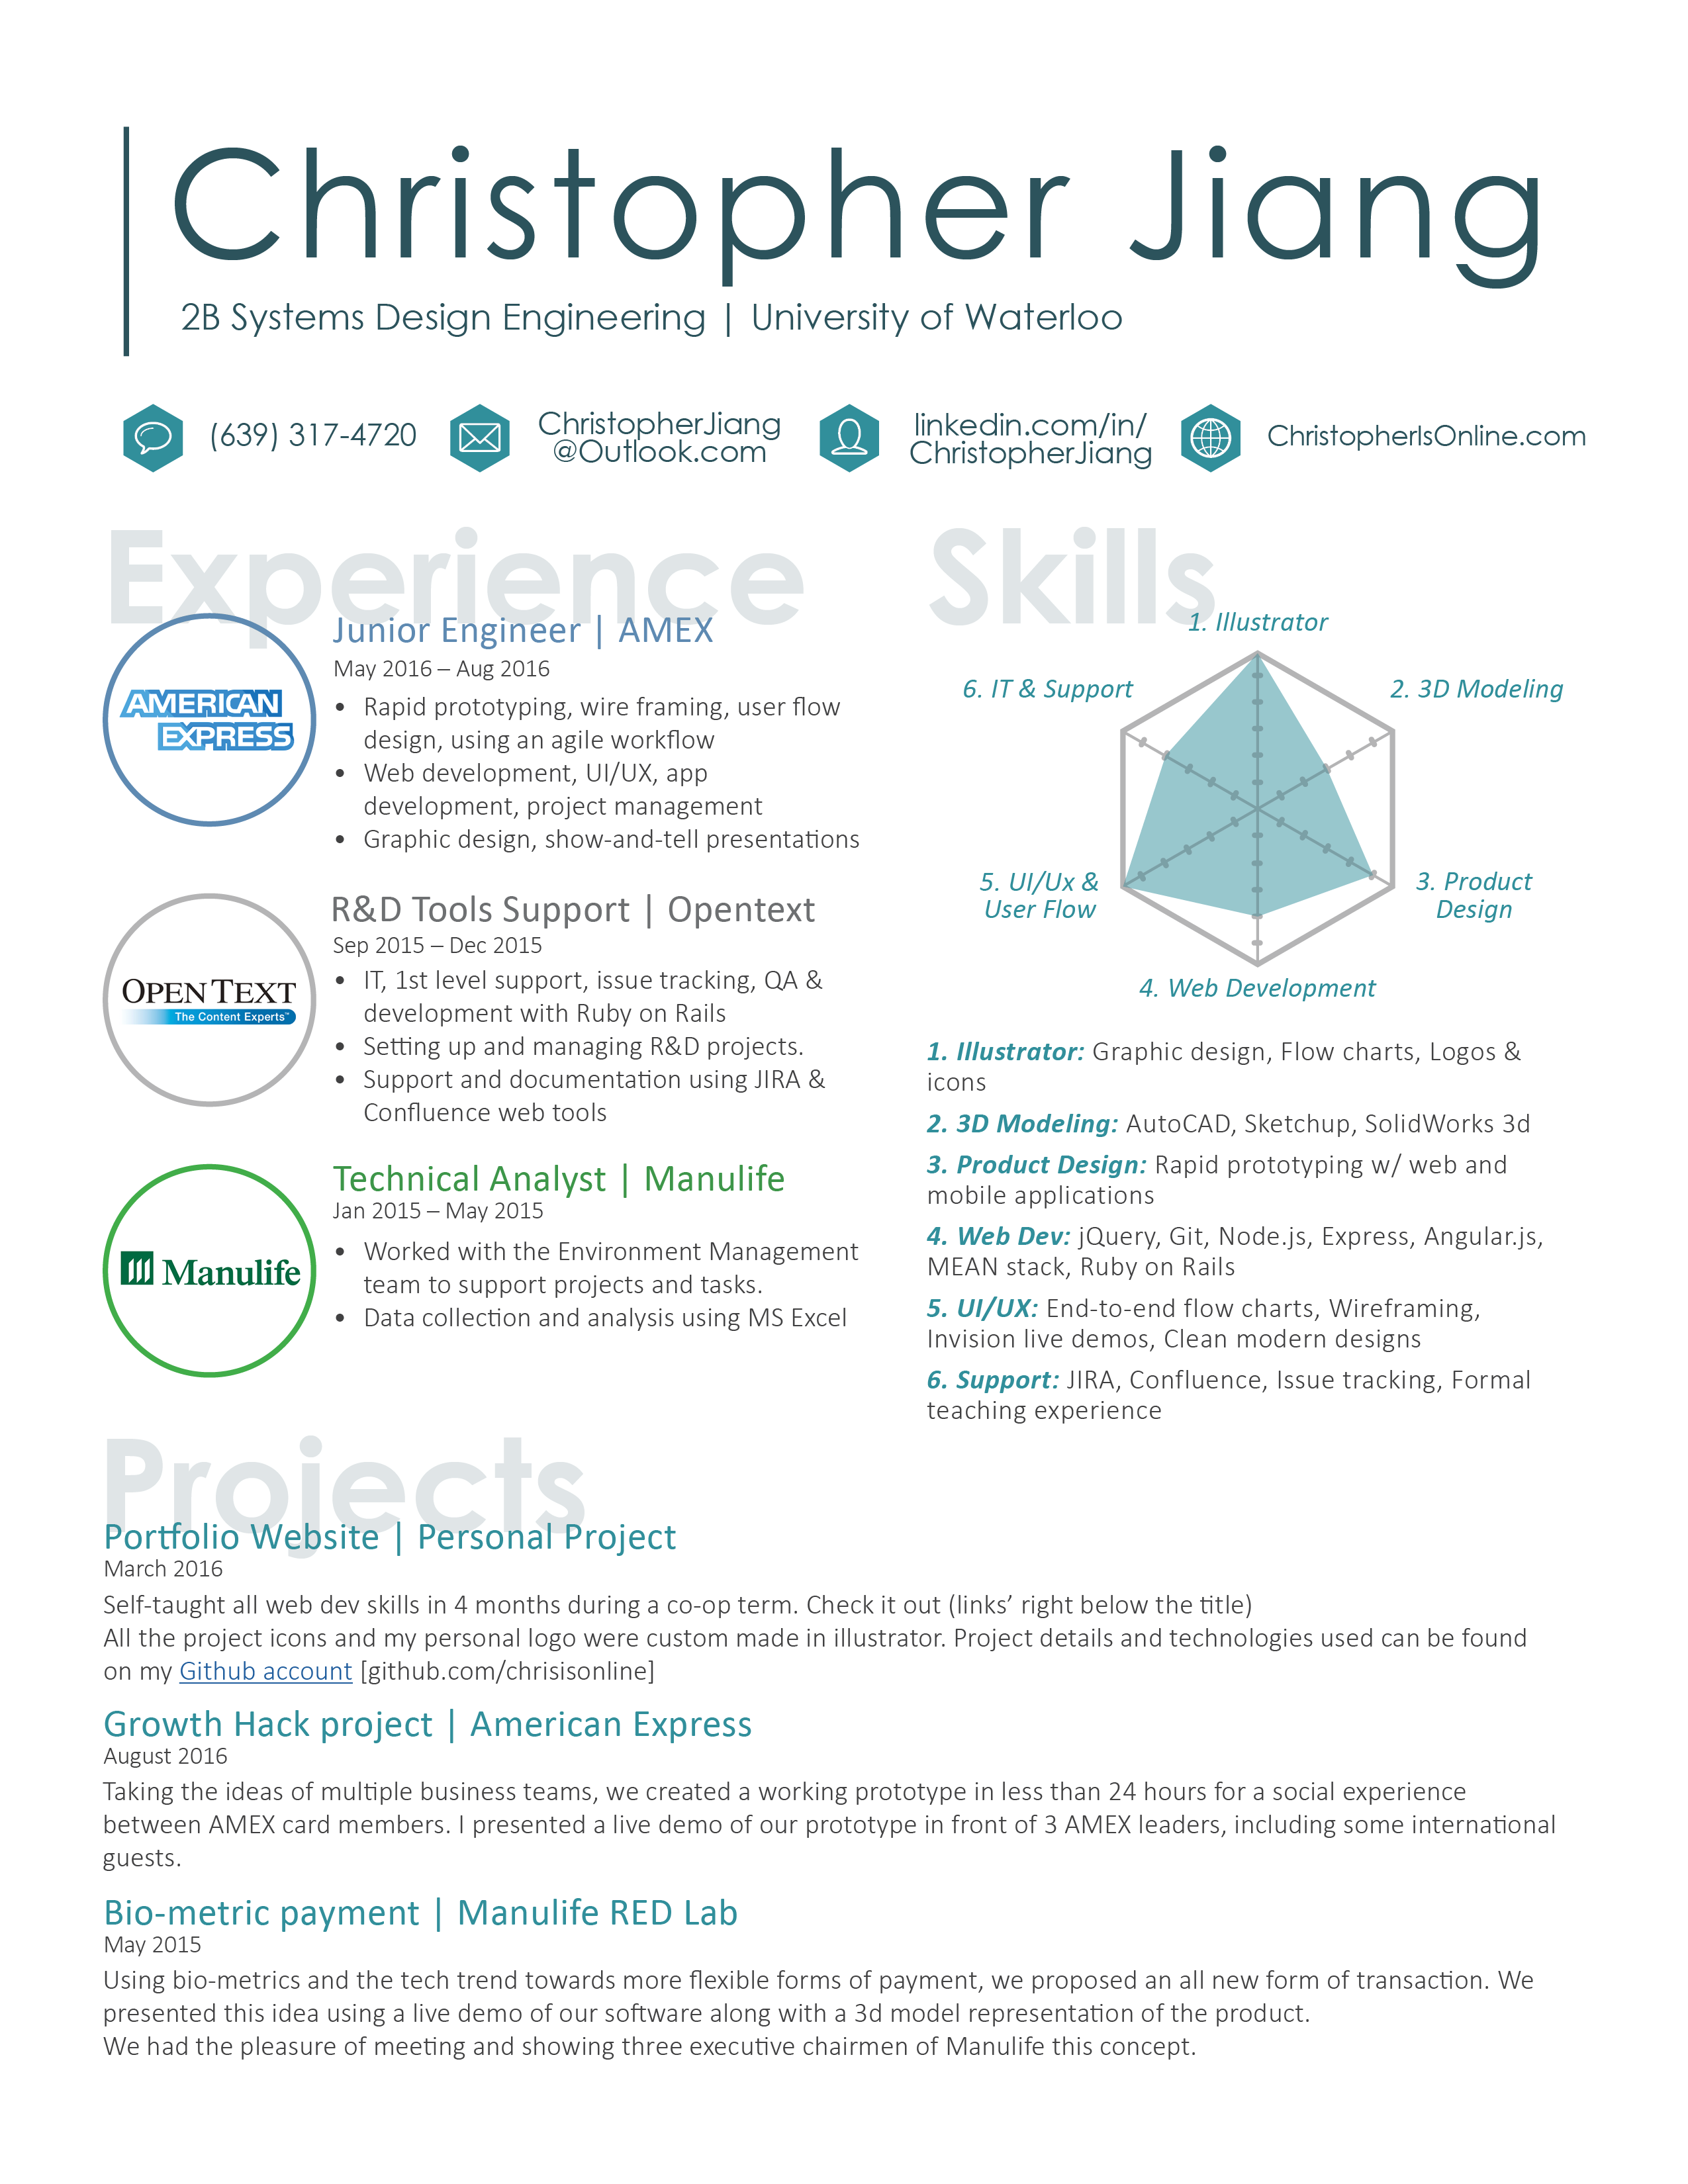 Christopher Jiang
2B Systems Design Engineering | University of Waterloo
(639) 317-4720
ChristopherJiang
@Outlook.com
linkedin.com/in/
ChristopherJiang
ChristopherIsOnline.com
Experience
AMERICAN
EXPRESS
Junior Engineer | AMEX
May 2016 – Aug 2016
• Rapid prototyping, wire framing, user flow
design, using an agile workflow
• Web development, UI/UX, app
development, project management
• Graphic design, show-and-tell presentations
OPENTEXT
The Content Experts™
R&D Tools Support | Opentext
Sep 2015 – Dec 2015
• IT, 1st level support, issue tracking, QA &
development with Ruby on Rails
• Setting up and managing R&D projects.
• Support and documentation using JIRA &
Confluence web tools
Manulife
Technical Analyst | Manulife
Jan 2015 – May 2015
• Worked with the Environment Management
team to support projects and tasks.
• Data collection and analysis using MS Excel
Skills
1. Illustrator
2. 3D Modeling
3. Product
Design
4. Web Development
5. UI/Ux &
User Flow
6. IT & Support
1. Illustrator: Graphic design, Flow charts, Logos &
icons
2. 3D Modeling: AutoCAD, Sketchup, SolidWorks 3d
3. Product Design: Rapid prototyping w/ web and
mobile applications
4. Web Dev: jQuery, Git, Node.js, Express, Angular.js,
MEAN stack, Ruby on Rails
5. UI/UX: End-to-end flow charts, Wireframing,
Invision live demos, Clean modern designs
6. Support: JIRA, Confluence, Issue tracking, Formal
teaching experience
Projects
Portfolio Website | Personal Project
March 2016
Self-taught all web dev skills in 4 months during a co-op term. Check it out (links’ right below the title)
All the project icons and my personal logo were custom made in illustrator. Project details and technologies used can be found
on my Github account [github.com/chrisisonline]
Growth Hack project | American Express
August 2016
Taking the ideas of multiple business teams, we created a working prototype in less than 24 hours for a social experience
between AMEX card members. I presented a live demo of our prototype in front of 3 AMEX leaders, including some international
guests.
Bio-metric payment | Manulife RED Lab
May 2015
Using bio-metrics and the tech trend towards more flexible forms of payment, we proposed an all new form of transaction. We
presented this idea using a live demo of our software along with a 3d model representation of the product.
We had the pleasure of meeting and showing three executive chairmen of Manulife this concept.